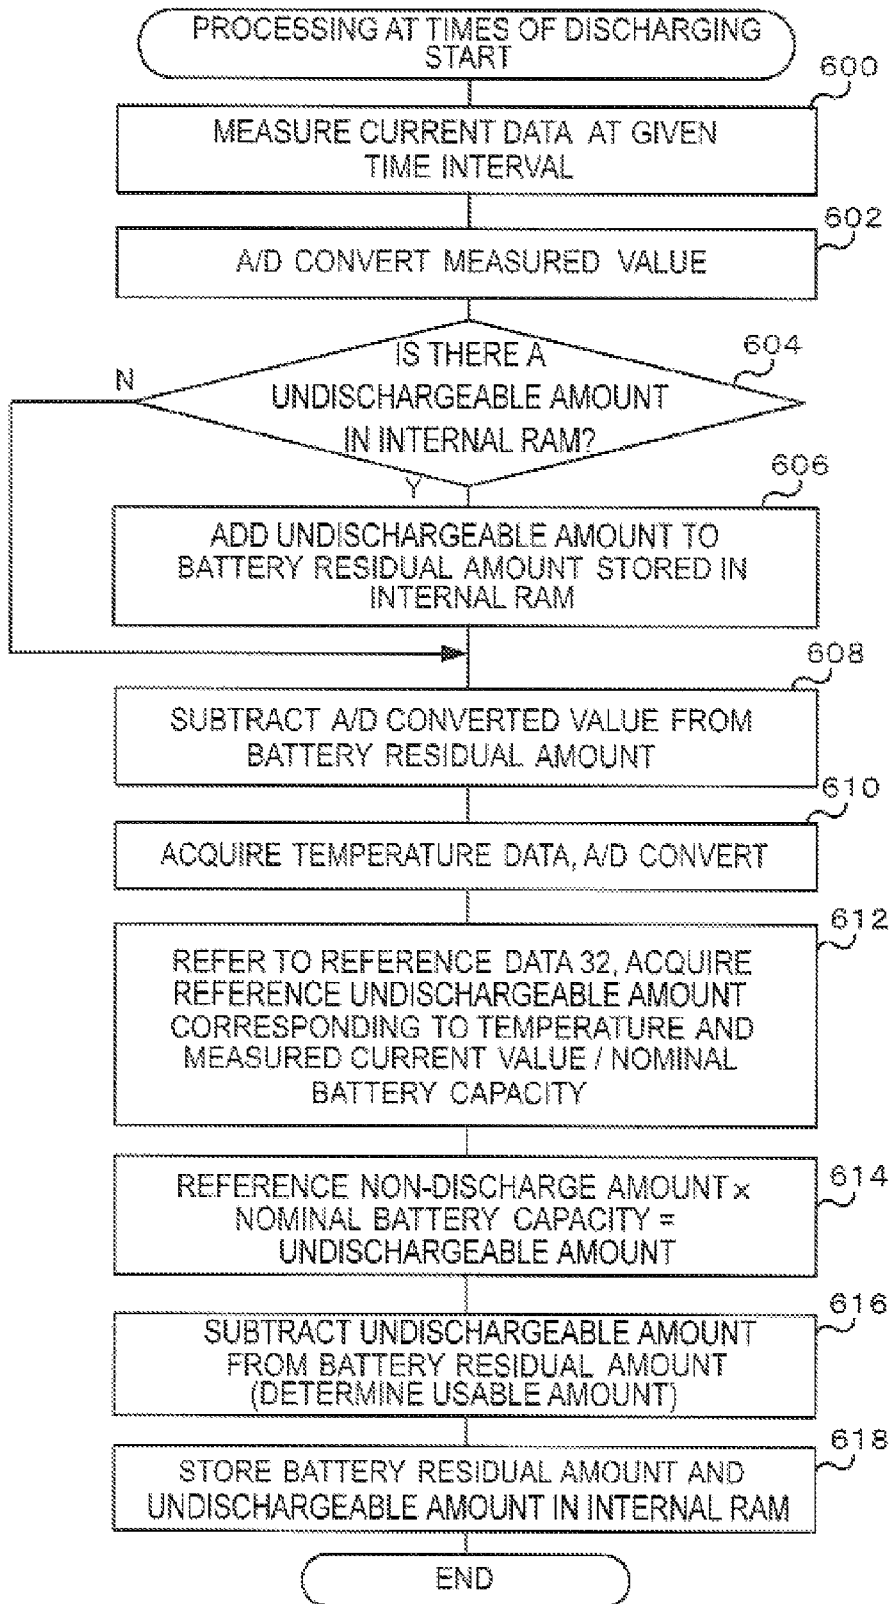 PROCESSING AT TIMES OF DISCHARGING
START
600
MEASURE CURRENT DATA AT GIVEN
TIME INTERVAL
602
A/D CONVERT MEASURED VALUE
604
IS THERE A
UNDISCHARGEABLE AMOUNT
IN INTERNAL RAM?
N
Y
606
ADD UNDISCHARGEABLE AMOUNT TO
BATTERY RESIDUAL AMOUNT STORED IN
INTERNAL RAM
608
SUBTRACT A/D CONVERTED VALUE FROM
BATTERY RESIDUAL AMOUNT
610
ACQUIRE TEMPERATURE DATA, A/D CONVERT
612
REFER TO REFERENCE DATA 32, ACQUIRE
REFERENCE UNDISCHARGEABLE AMOUNT
CORRESPONDING TO TEMPERATURE AND
MEASURED CURRENT VALUE / NOMINAL
BATTERY CAPACITY
614
REFERENCE NON-DISCHARGE AMOUNT ×
NOMINAL BATTERY CAPACITY =
UNDISCHARGEABLE AMOUNT
616
SUBTRACT UNDISCHARGEABLE AMOUNT
FROM BATTERY RESIDUAL AMOUNT
(DETERMINE USABLE AMOUNT)
618
STORE BATTERY RESIDUAL AMOUNT AND
UNDISCHARGEABLE AMOUNT IN INTERNAL RAM
END